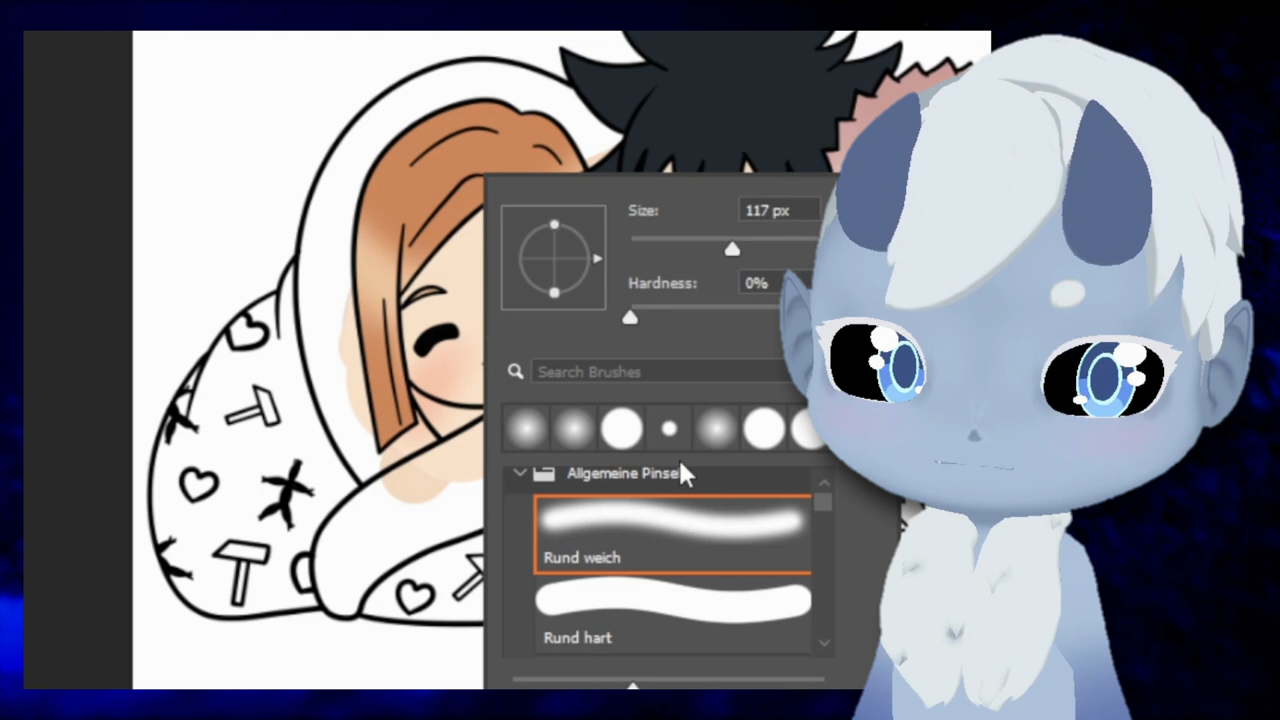 Size:
117 px
Hardness:
0%
Search Brushes
Allgemeine Pinsel
Rund weich
Rund hart